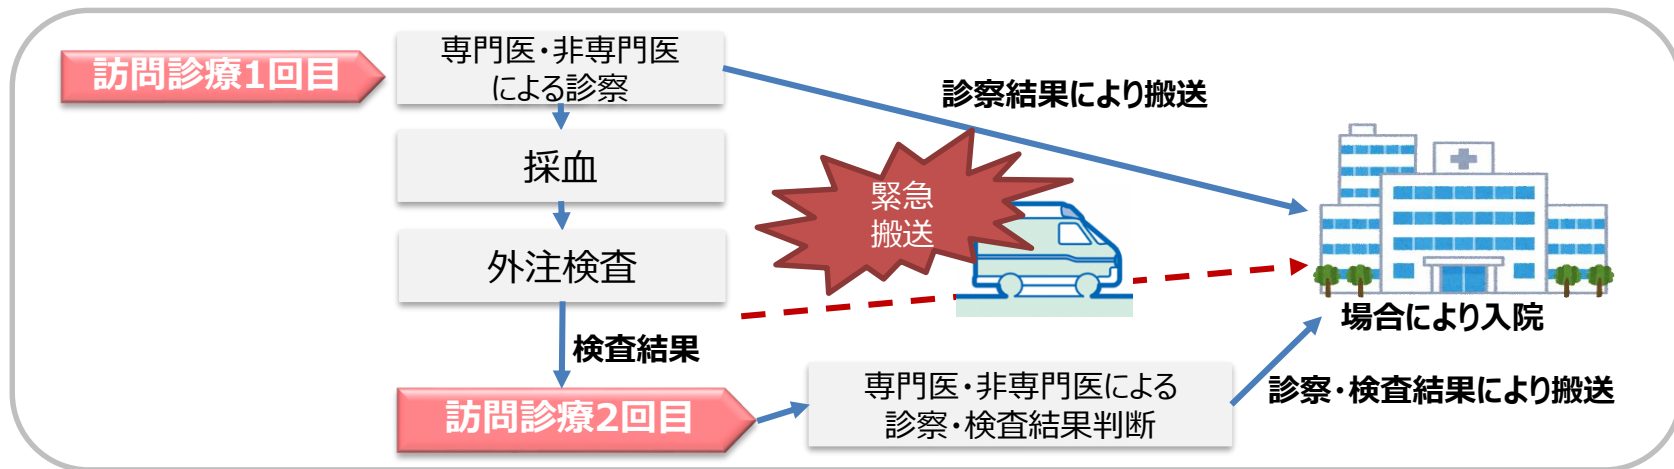 訪問診療1回目
専門医・非専門医
による診察
診察結果により搬送
採血
緊急
搬送
外注検査
場合により入院
検査結果
訪問診療2回目
専門医・非専門医による
診察・検査結果判断
診察・検査結果により搬送